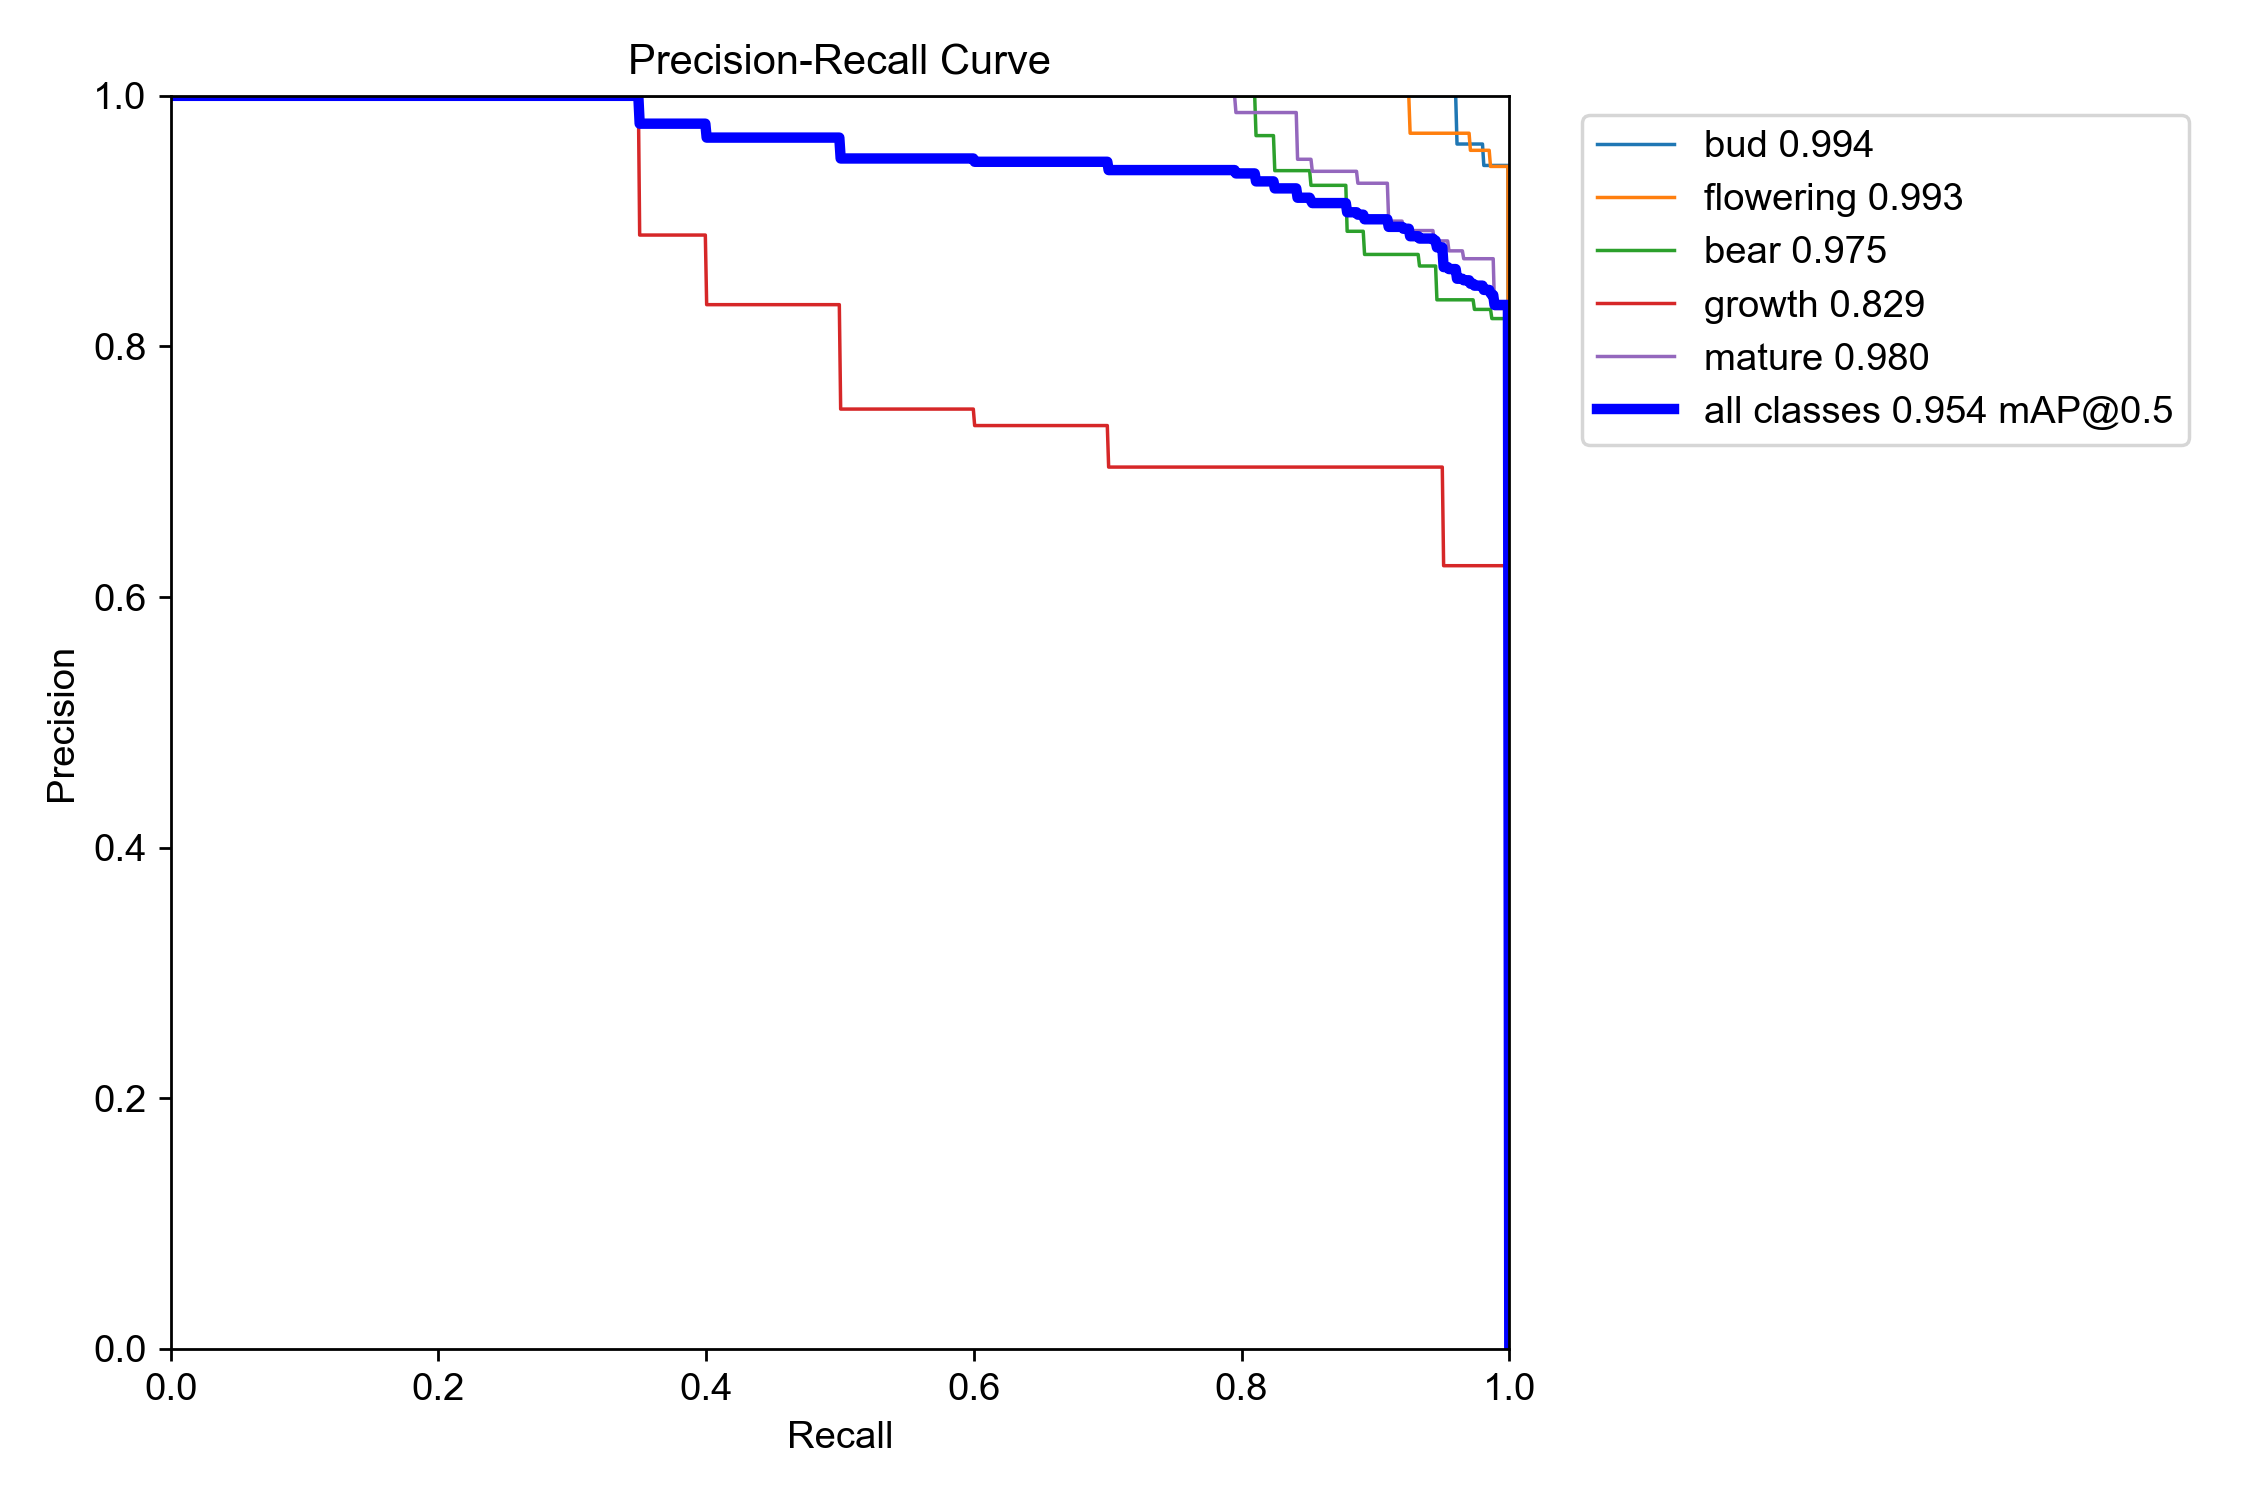 Precision-Recall Curve
1.0
0.8
0.6
0.4
0.2
0.0
Precision
0.0 0.2 0.4 0.6 0.8 1.0
Recall
bud 0.994
flowering 0.993
bear 0.975
growth 0.829
mature 0.980
all classes 0.954 mAP@0.5